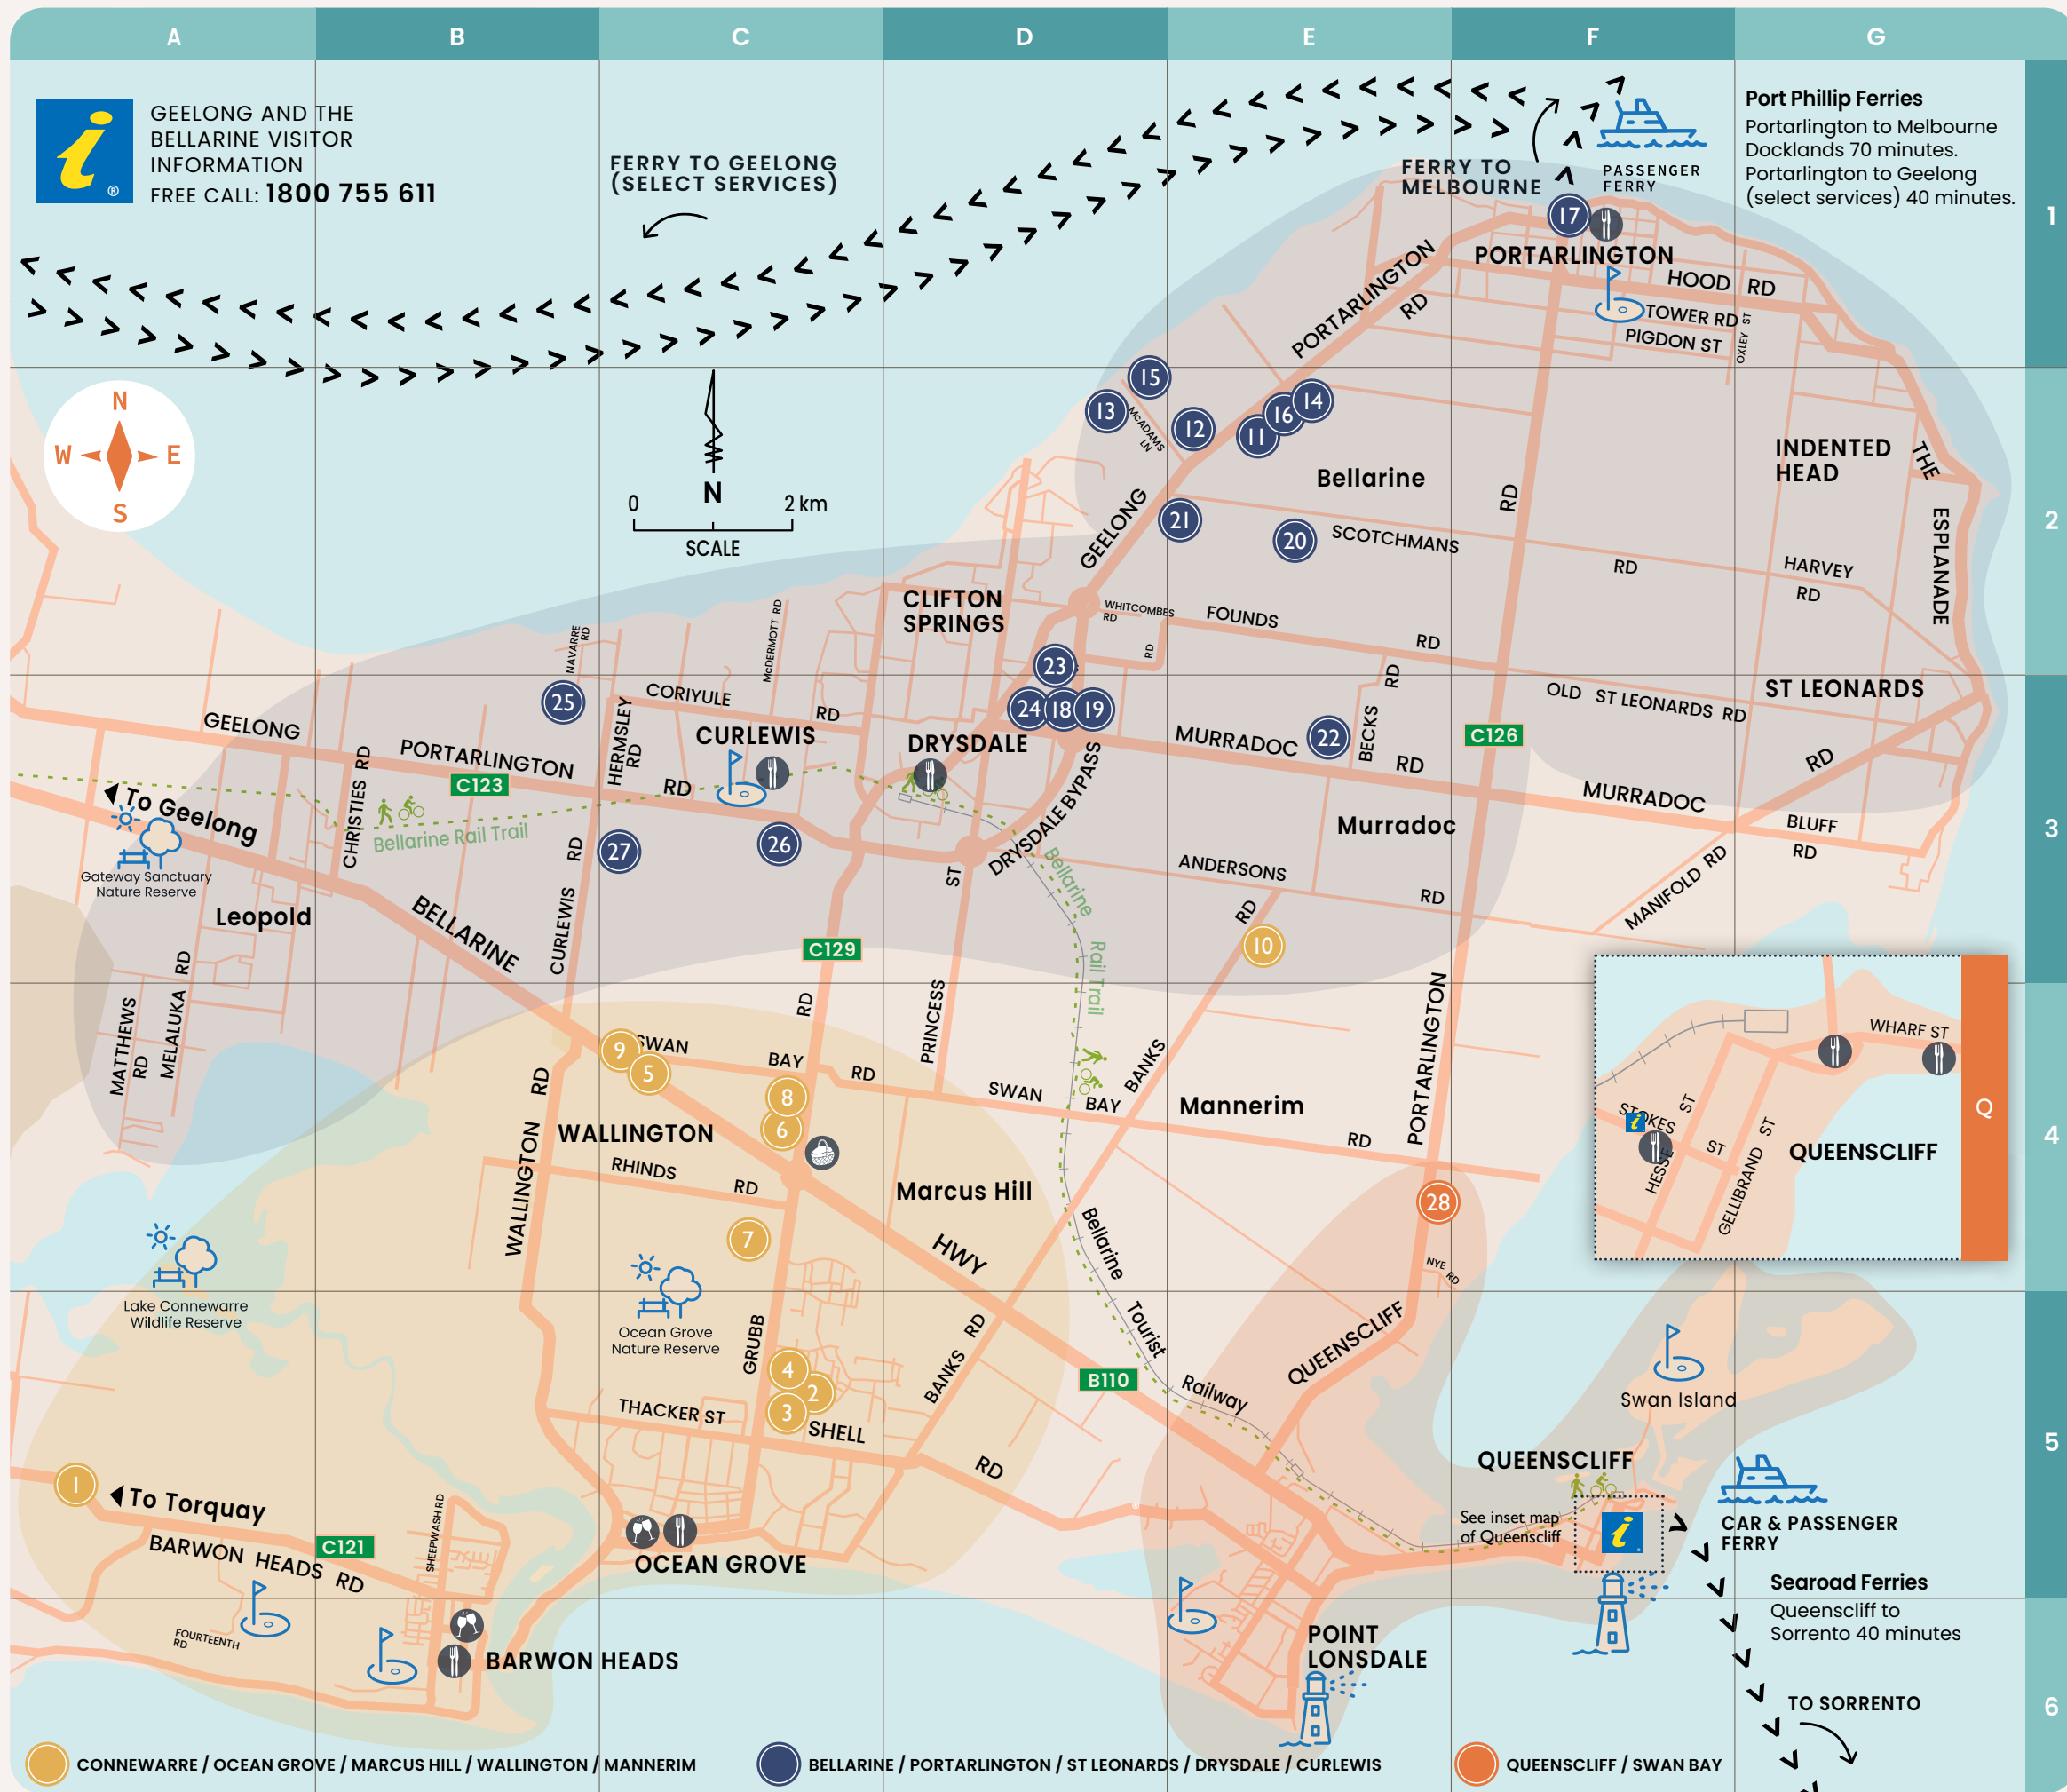 A B C D E F G
GEELONG AND THE
BELLARINE VISITOR
INFORMATION
FREE CALL: 1800 755 611
®
FERRY TO GEELONG
(SELECT SERVICES)
FERRY TO
MELBOURNE
PASSENGER
FERRY
Port Phillip Ferries
Portarlington to Melbourne
Docklands 70 minutes.
Portarlington to Geelong
(select services) 40 minutes.
1
17
PORTARLINGTON
HOOD RD
TOWER RD
PIGDON ST
OXLEY ST
PORTARLINGTON
RD
N
W E
S
N
0 2 km
SCALE
15
13
McADAMS
LN
12
11
16
14
Bellarine
INDENTED
HEAD
THE
ESPLANADE
GEELONG
21
20
SCOTCHMANS
RD
RD
HARVEY
RD
2
CLIFTON
SPRINGS
WHITCOMBES
RD
RD
FOUNDS
RD
NAVARRE
RD
McDERMOTT RD
23
25
24
18
19
GEELONG
PORTARLINGTON
C123
HERMSLEY
RD
CORIYULE
RD
CURLEWIS
RD
DRYSDALE
MURRADOC
22
BECKS
RD
RD
C126
OLD ST LEONARDS RD
ST LEONARDS
RD
MURRADOC
BLUFF
RD
3
To Geelong
CHRISTIES RD
Bellarine Rail Trail
Gateway Sanctuary
Nature Reserve
Leopold
27
26
RD
CURLEWIS
BELLARINE
ST
DRYSDALE BYPASS
Bellarine
Rail Trail
Murradoc
ANDERSONS
RD
RD
10
MANIFOLD RD
C129
MATTHEWS
RD
MELALUKA RD
RD
PRINCESS
9
5
SWAN
BAY
RD
8
6
WALLINGTON
RHINDS
RD
WALLINGTON
RD
7
SWAN
BAY
BANKS
Mannerim
RD
PORTARLINGTON
Marcus Hill
HWY
28
NYE
RD
WHARF ST
STOKES
ST
HESSE
ST
GELLIBRAND ST
QUEENSCLIFF
Q
4
Lake Connewarre
Wildlife Reserve
Ocean Grove
Nature Reserve
GRUBB
4
2
3
THACKER ST
SHELL
RD
BANKS
RD
B110
Bellarine
Tourist
Railway
QUEENSCLIFF
Swan Island
QUEENSCLIFF
See inset map
of Queenscliff
CAR & PASSENGER
FERRY
Searoad Ferries
Queenscliff to
Sorrento 40 minutes
5
1
To Torquay
BARWON HEADS RD
C121
SHEEPWASH RD
OCEAN GROVE
FOURTEENTH
RD
BARWON HEADS
POINT
LONSDALE
TO SORRENTO
6
CONNEWARRE / OCEAN GROVE / MARCUS HILL / WALLINGTON / MANNERIM
BELLARINE / PORTARLINGTON / ST LEONARDS / DRYSDALE / CURLEWIS
QUEENSCLIFF / SWAN BAY